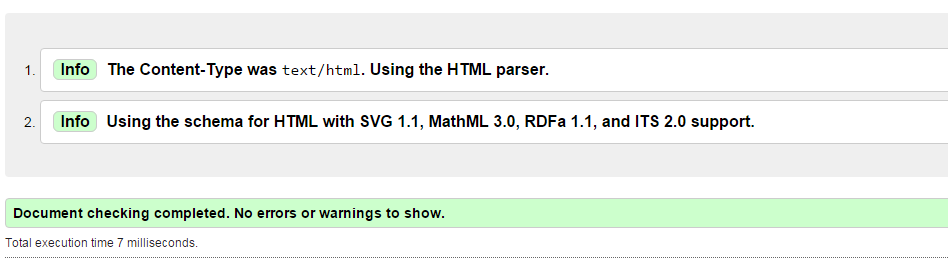 1. Info The Content-Type was text/html. Using the HTML parser.
2. Info Using the schema for HTML with SVG 1.1, MathML 3.0, RDFa 1.1, and ITS 2.0 support.
Document checking completed. No errors or warnings to show.
Total execution time 7 milliseconds.